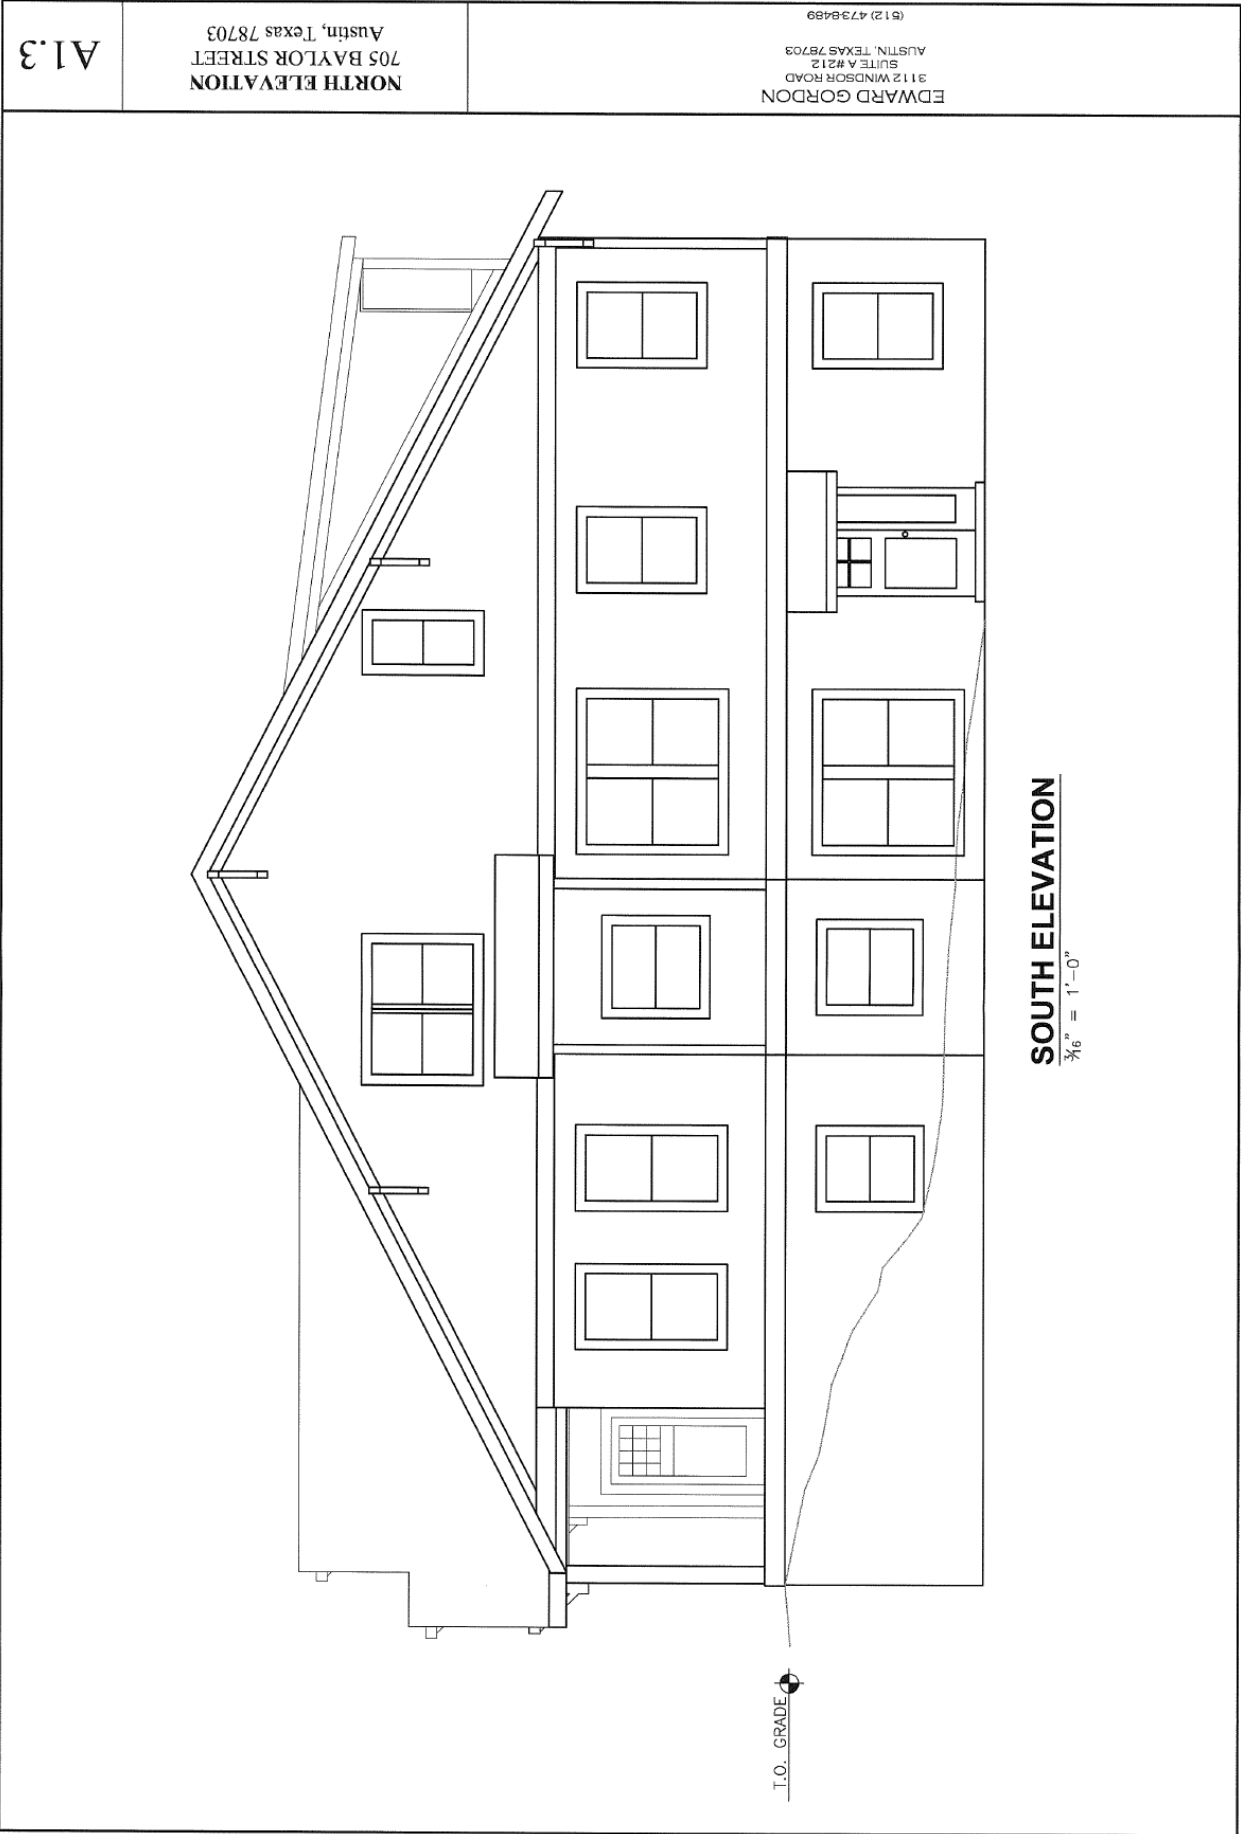 A1.3
NORTH ELEVATION
705 BAYLOR STREET
Austin, Texas 78703
EDWARD GORDON
3112 WINDSOR ROAD
SUITE A #212
AUSTIN, TEXAS 78703
(512) 473-8489
SOUTH ELEVATION
3/16" = 1'-0"
T.O. GRADE